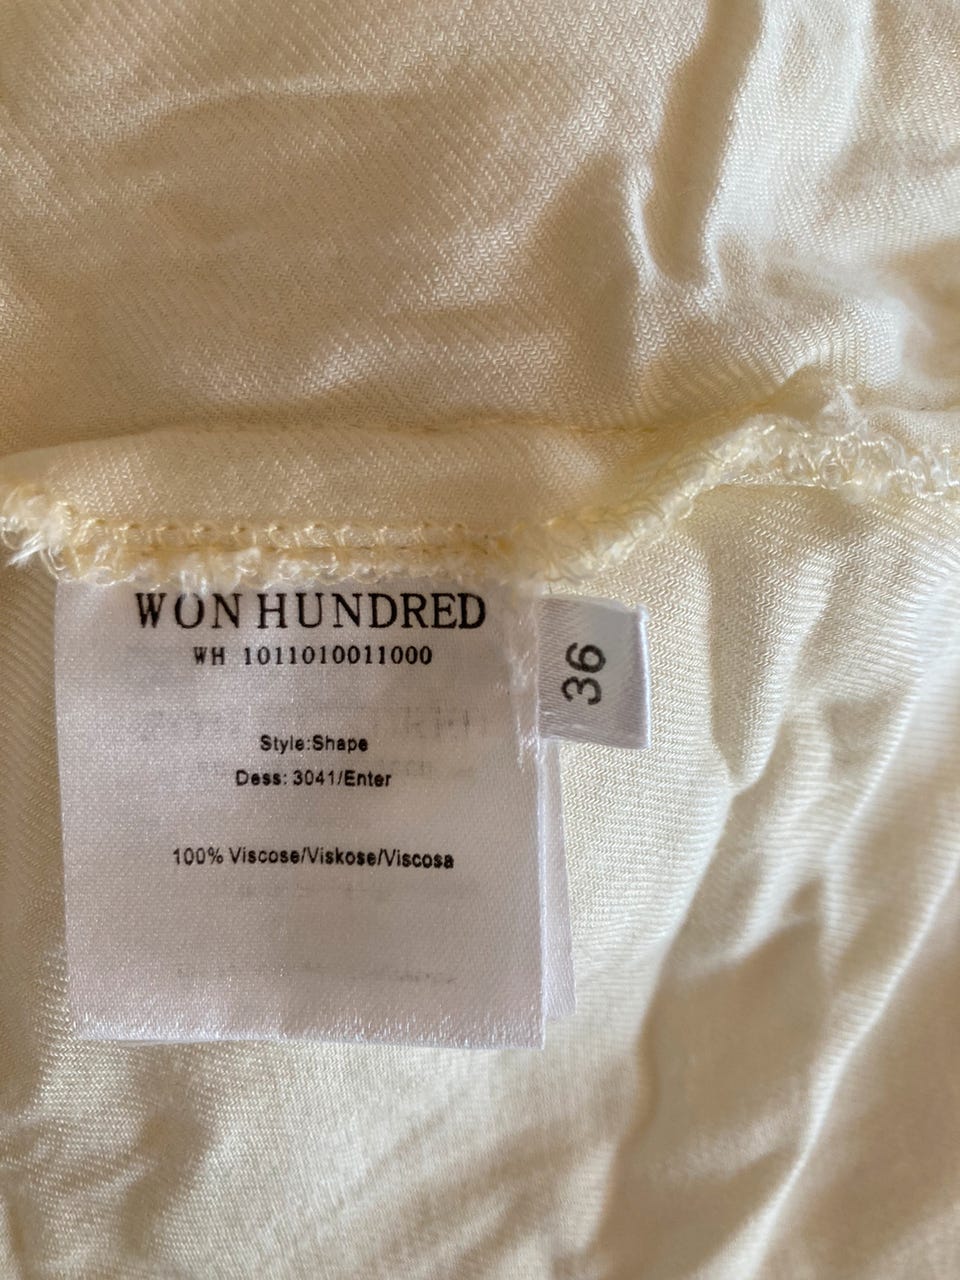 WON HUNDRED
WH 1011010011000
36
Style:Shape
Dess: 3041/Enter
100% Viscose/Viskose/Viscosa